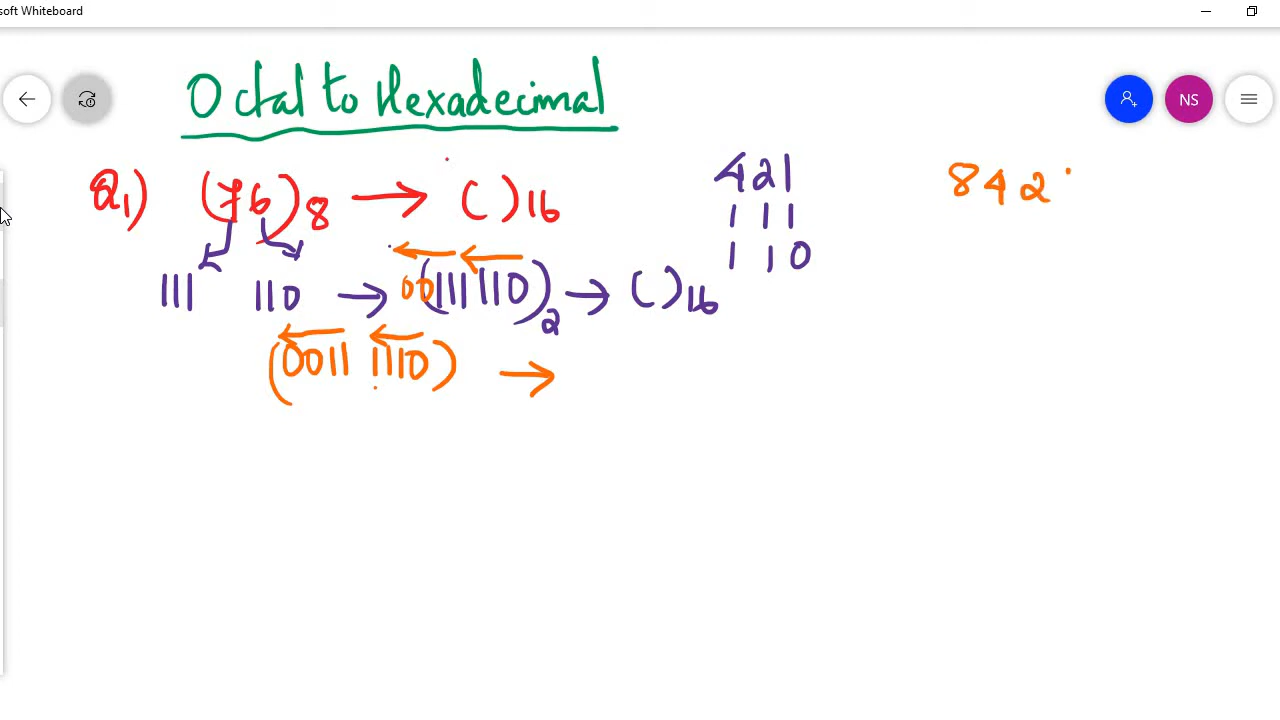 soft Whiteboard
Octal to Hexadecimal
NS
Q1) (76)8 → ( )16
421
842
111
110
111 110 → 00(111110)2 → ( )16
(0011 1110) →